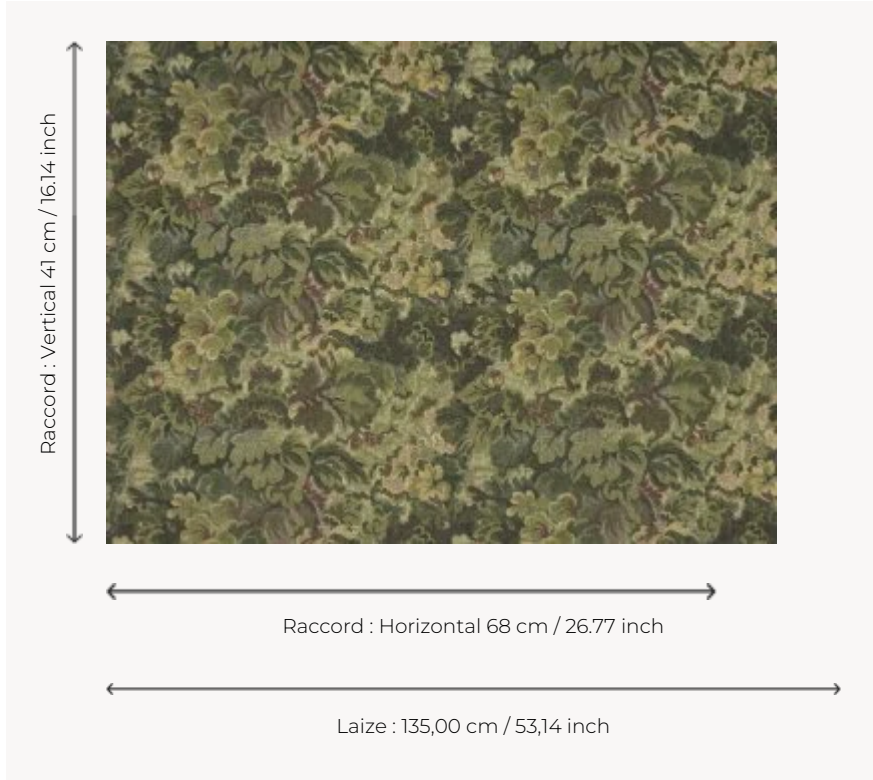 Raccord : Vertical 41 cm / 16.14 inch
Raccord : Horizontal 68 cm / 26.77 inch
Laize : 135,00 cm / 53,14 inch